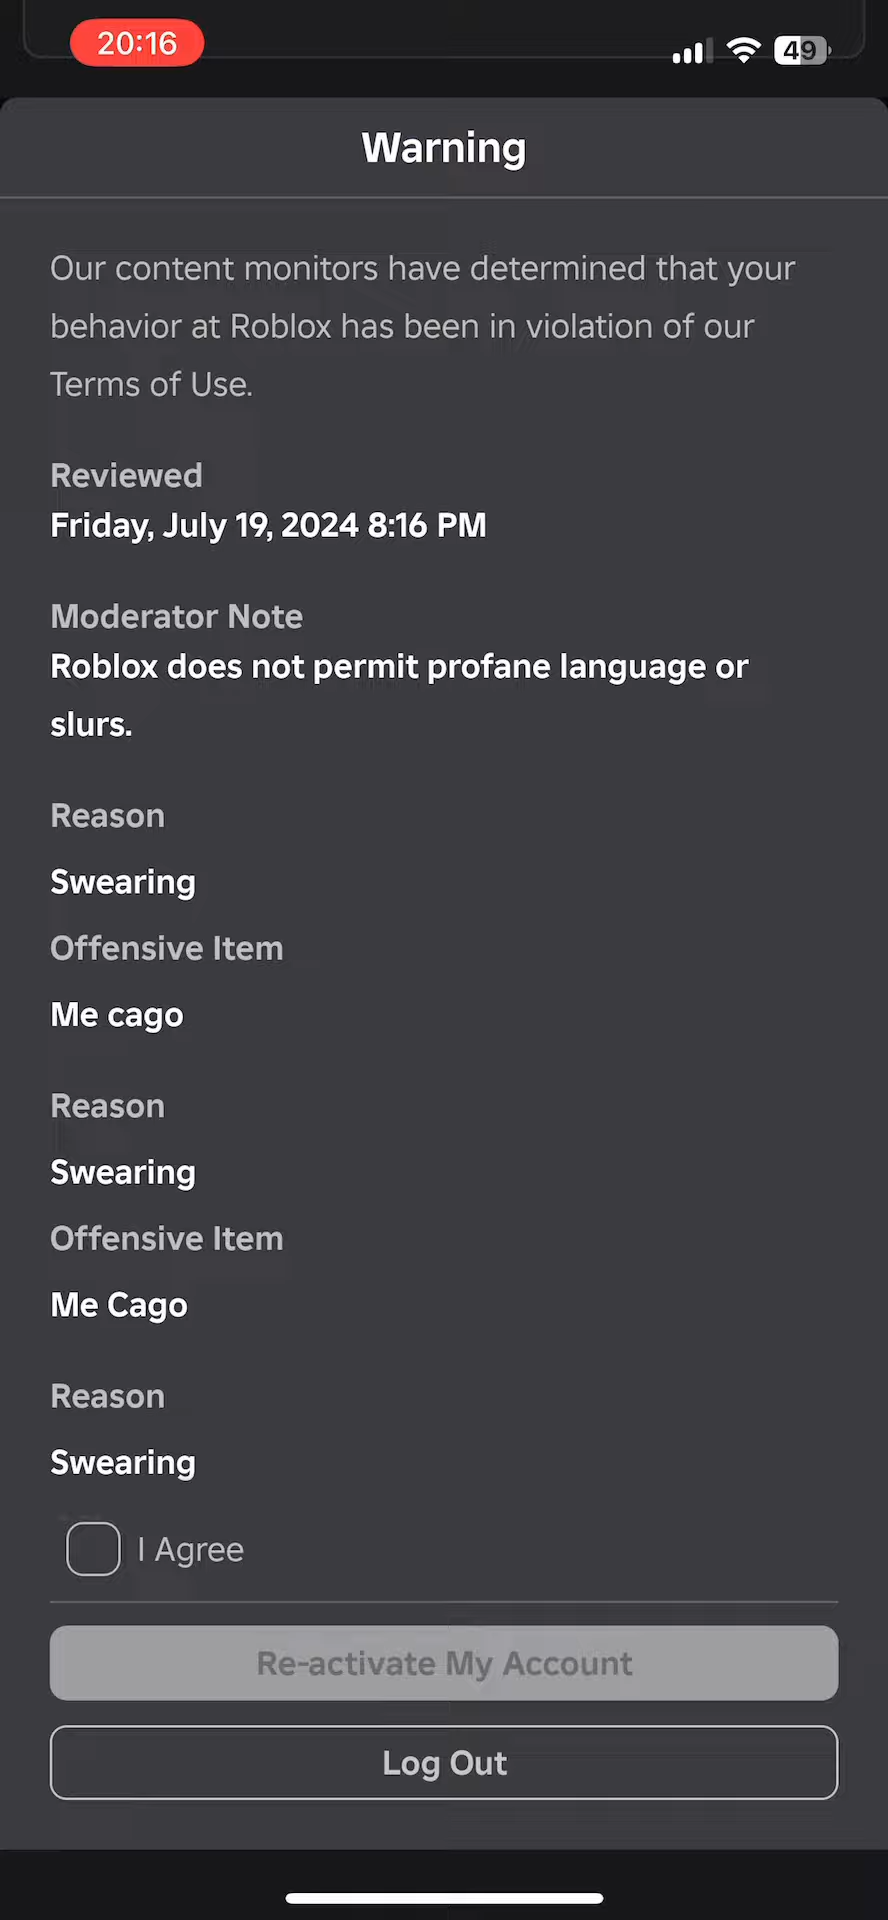 20:16
49
Warning
Our content monitors have determined that your
behavior at Roblox has been in violation of our
Terms of Use.
Reviewed
Friday, July 19, 2024 8:16 PM
Moderator Note
Roblox does not permit profane language or
slurs.
Reason
Swearing
Offensive Item
Me cago
Reason
Swearing
Offensive Item
Me Cago
Reason
Swearing
I Agree
Re-activate My Account
Log Out